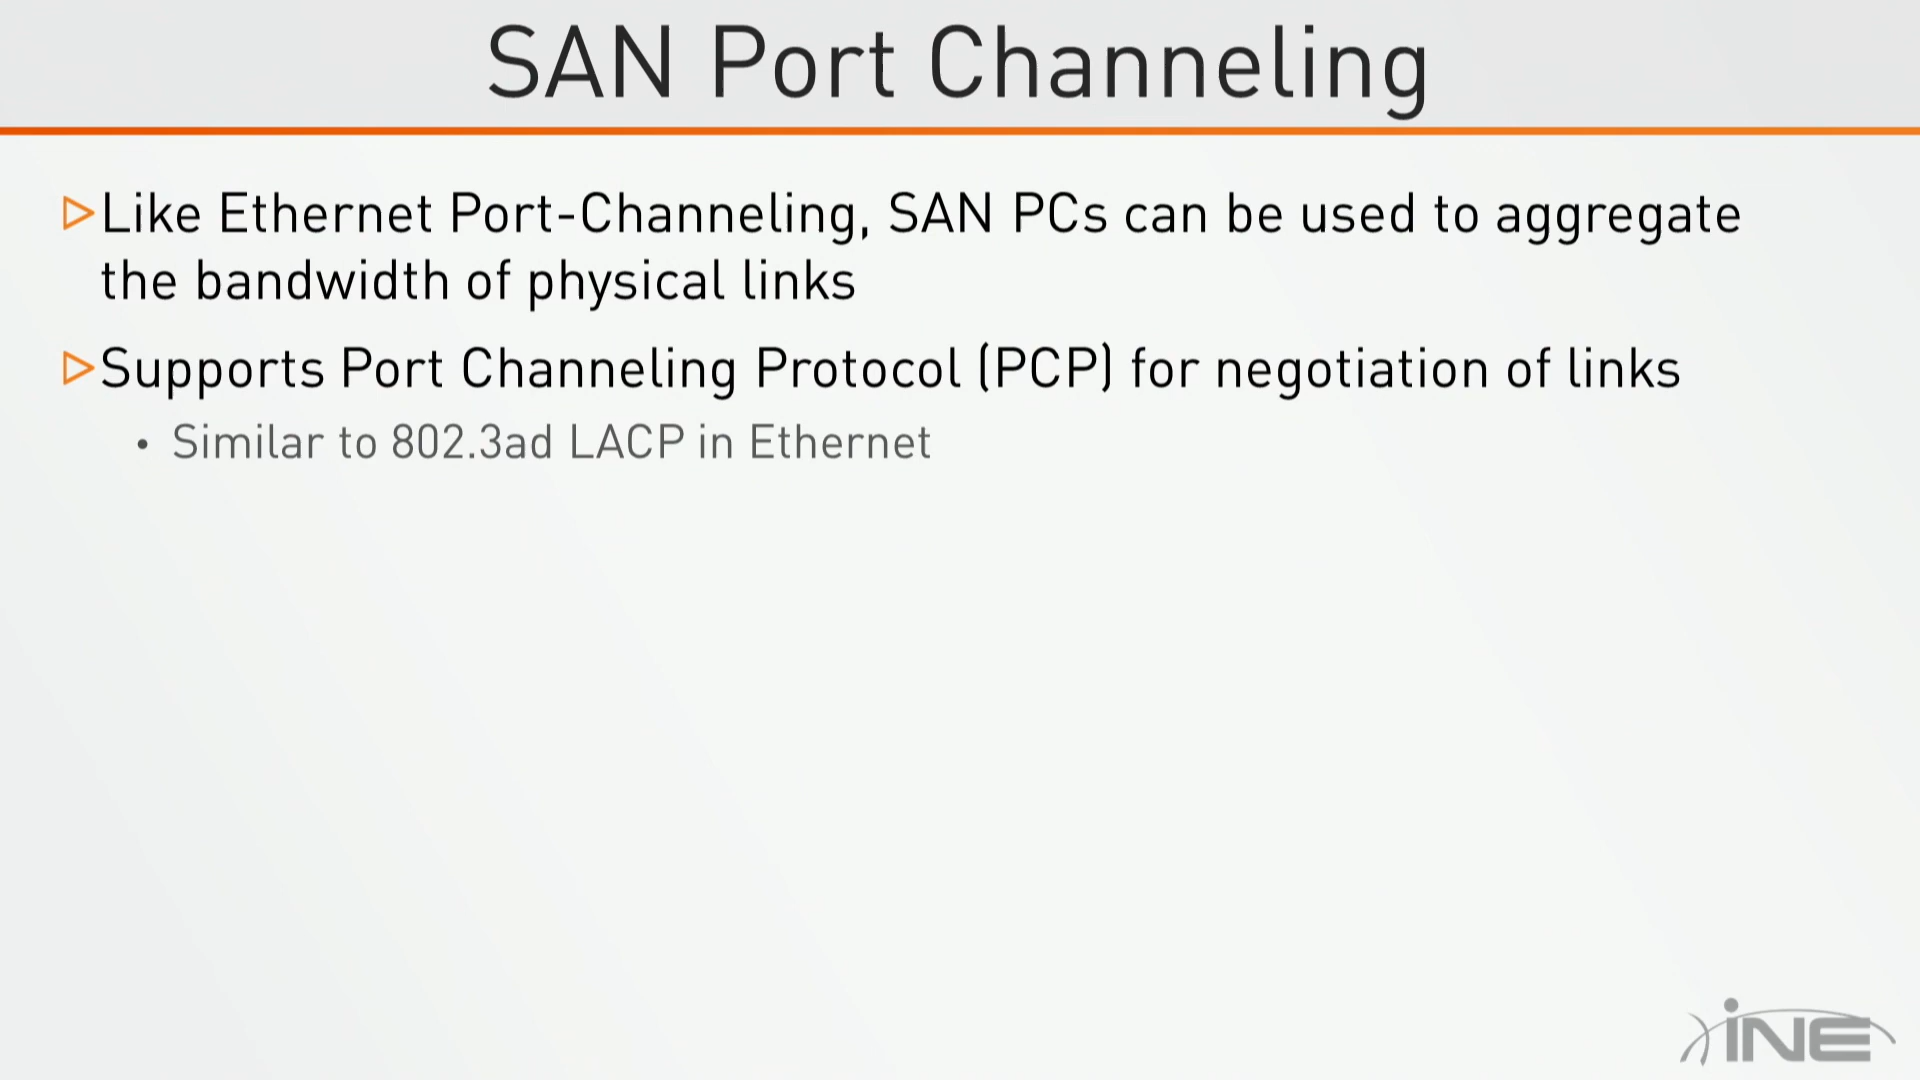 SAN Port Channeling
Like Ethernet Port-Channeling, SAN PCs can be used to aggregate
the bandwidth of physical links
Supports Port Channeling Protocol (PCP) for negotiation of links
• Similar to 802.3ad LACP in Ethernet
iNE